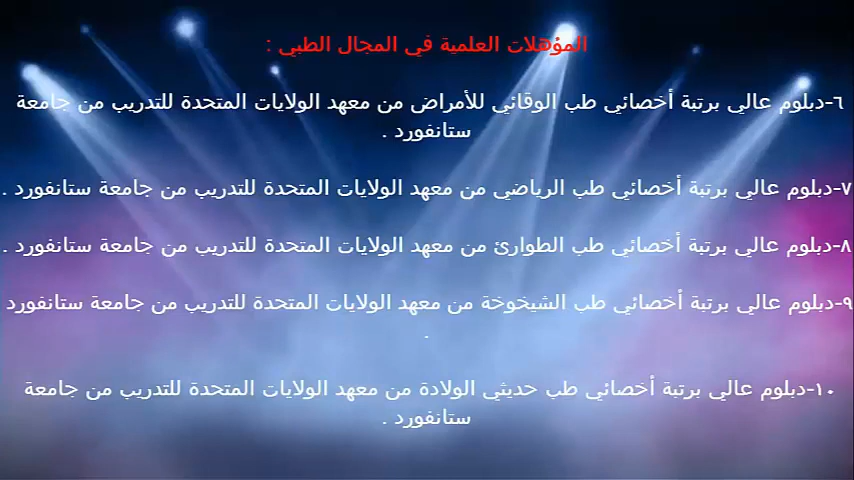 المؤهلات العلمية في المجال الطبي :
٦-دبلوم عالي برتبة أخصائي طب الوقائي للأمراض من معهد الولايات المتحدة للتدريب من جامعة
ستانفورد .
٧-دبلوم عالي برتبة أخصائي طب الرياضي من معهد الولايات المتحدة للتدريب من جامعة ستانفورد .
٨-دبلوم عالي برتبة أخصائي طب الطوارئ من معهد الولايات المتحدة للتدريب من جامعة ستانفورد .
٩-دبلوم عالي برتبة أخصائي طب الشيخوخة من معهد الولايات المتحدة للتدريب من جامعة ستانفورد
.
١٠-دبلوم عالي برتبة أخصائي طب حديثي الولادة من معهد الولايات المتحدة للتدريب من جامعة
ستانفورد .